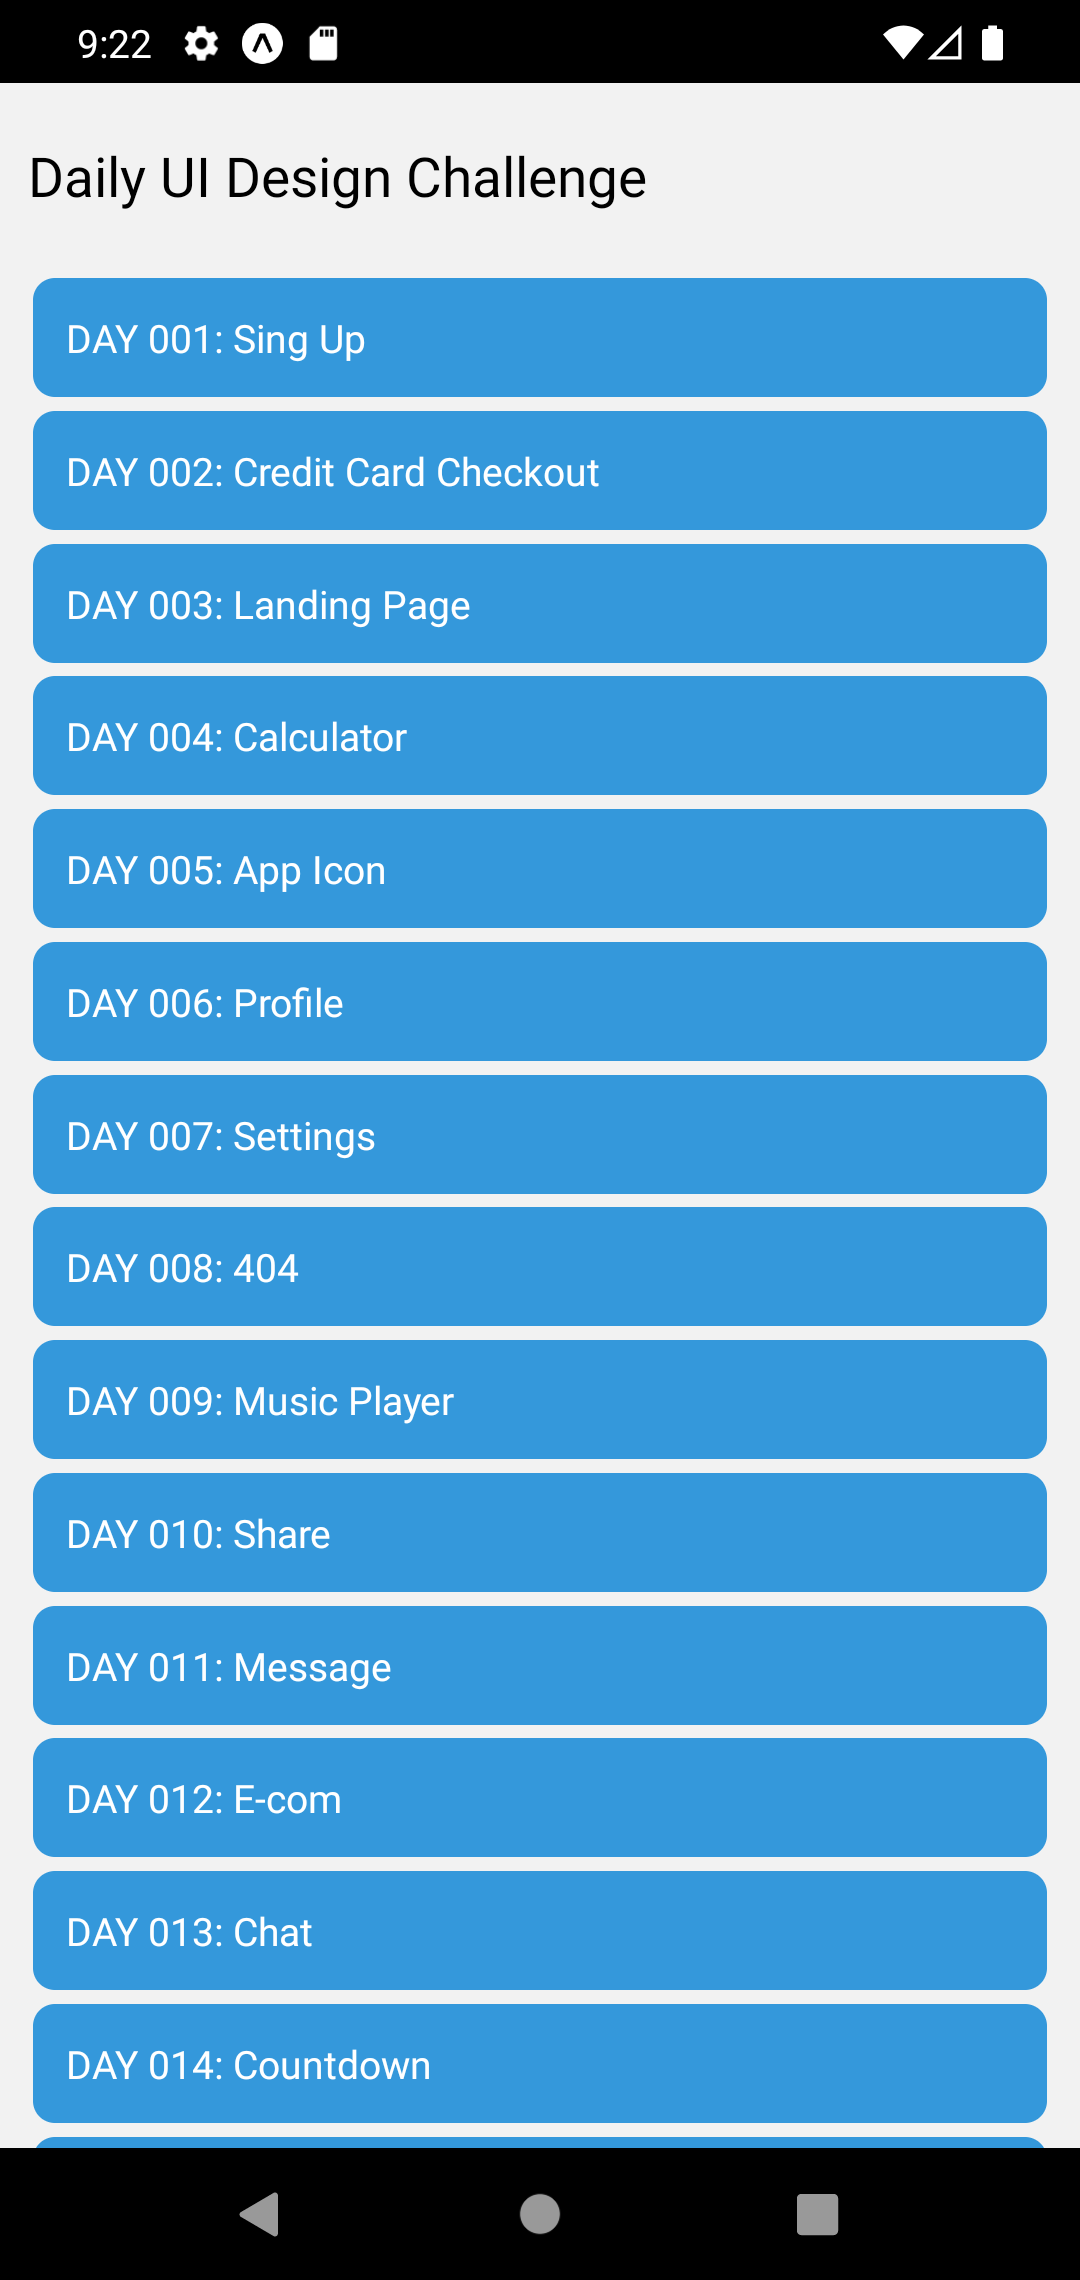 9:22
Daily UI Design Challenge
DAY 001: Sing Up
DAY 002: Credit Card Checkout
DAY 003: Landing Page
DAY 004: Calculator
DAY 005: App Icon
DAY 006: Profile
DAY 007: Settings
DAY 008: 404
DAY 009: Music Player
DAY 010: Share
DAY 011: Message
DAY 012: E-com
DAY 013: Chat
DAY 014: Countdown